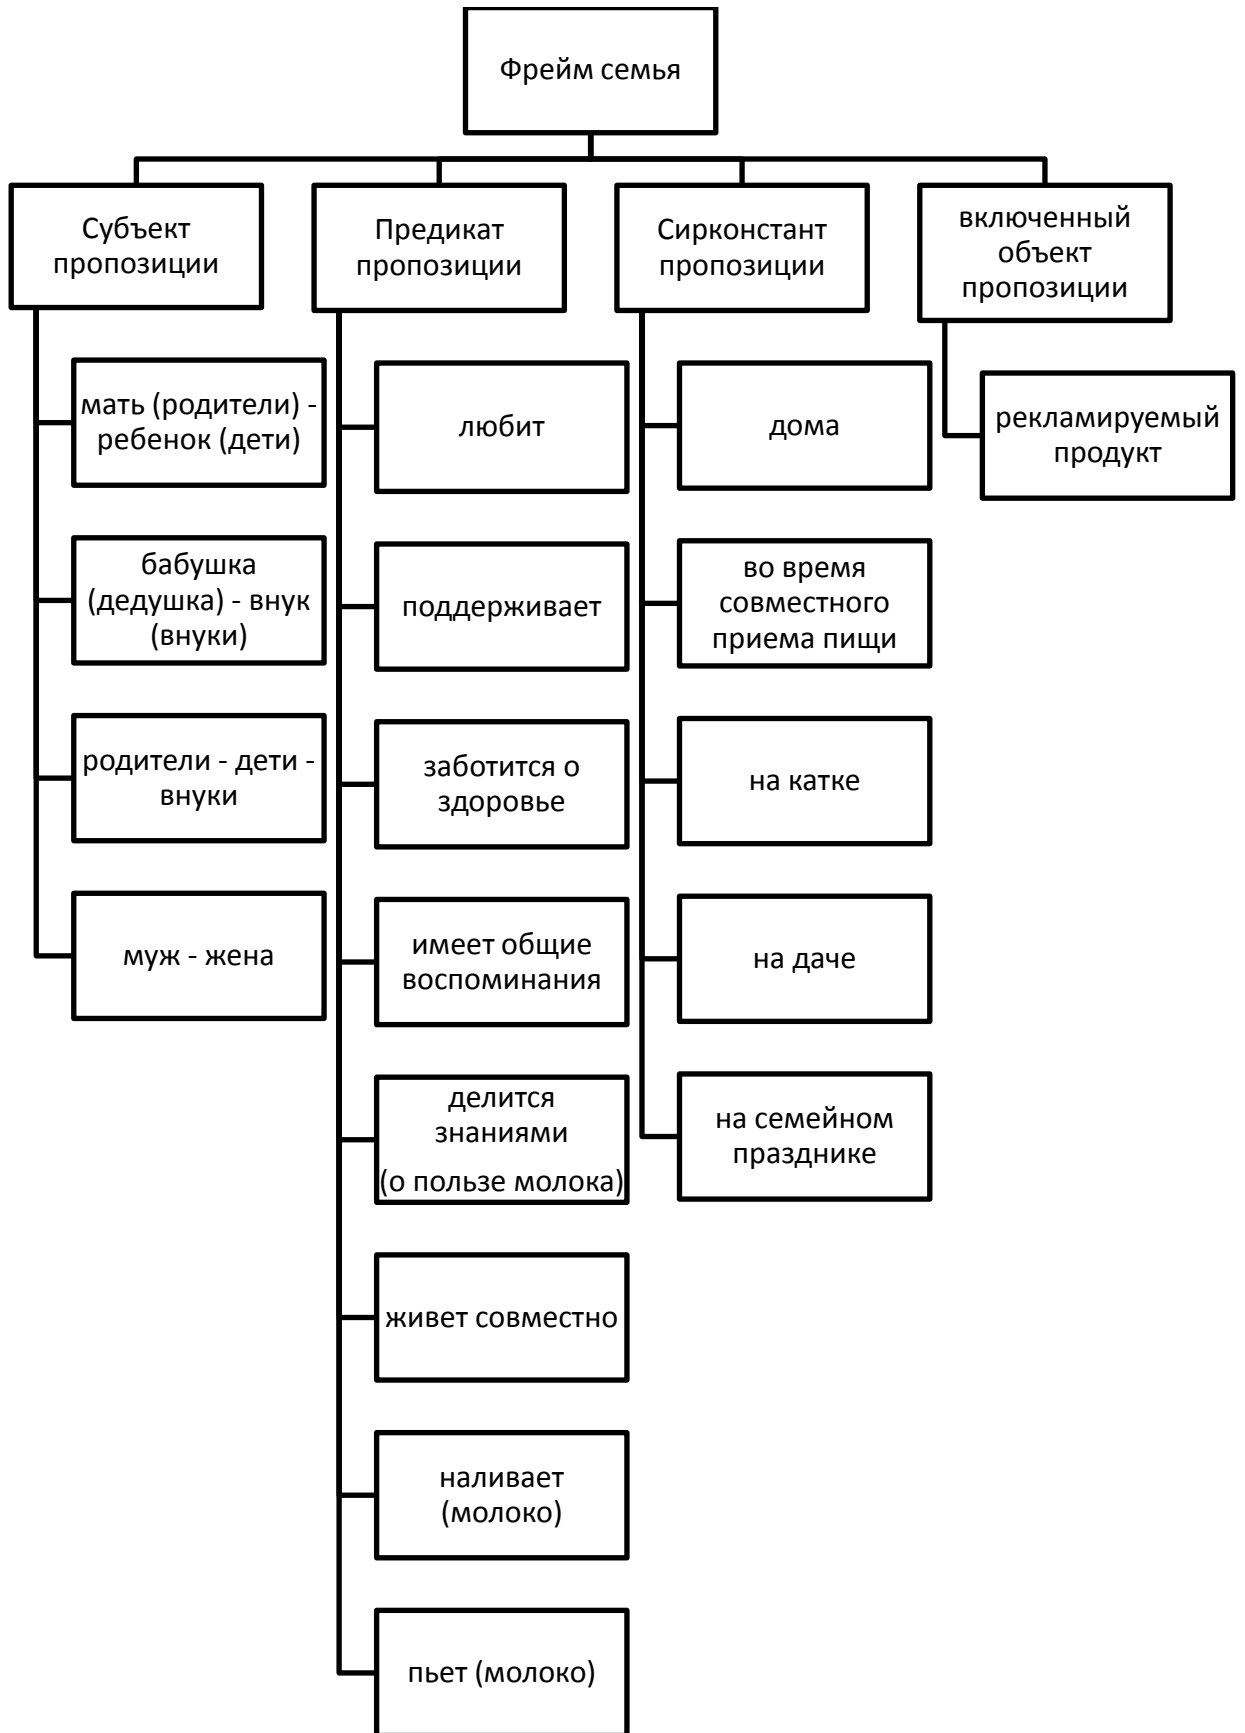 Фрейм семья
Субъект
пропозиции
мать (родители) -
ребенок (дети)
бабушка
(дедушка) - внук
(внуки)
родители - дети -
внуки
муж - жена
Предикат
пропозиции
любит
поддерживает
заботится о
здоровье
имеет общие
воспоминания
делится
знаниями
(о пользе молока)
живет совместно
наливает
(молоко)
пьет (молоко)
Сирконстант
пропозиции
дома
во время
совместного
приема пищи
на катке
на даче
на семейном
празднике
включенный
объект
пропозиции
рекламируемый
продукт